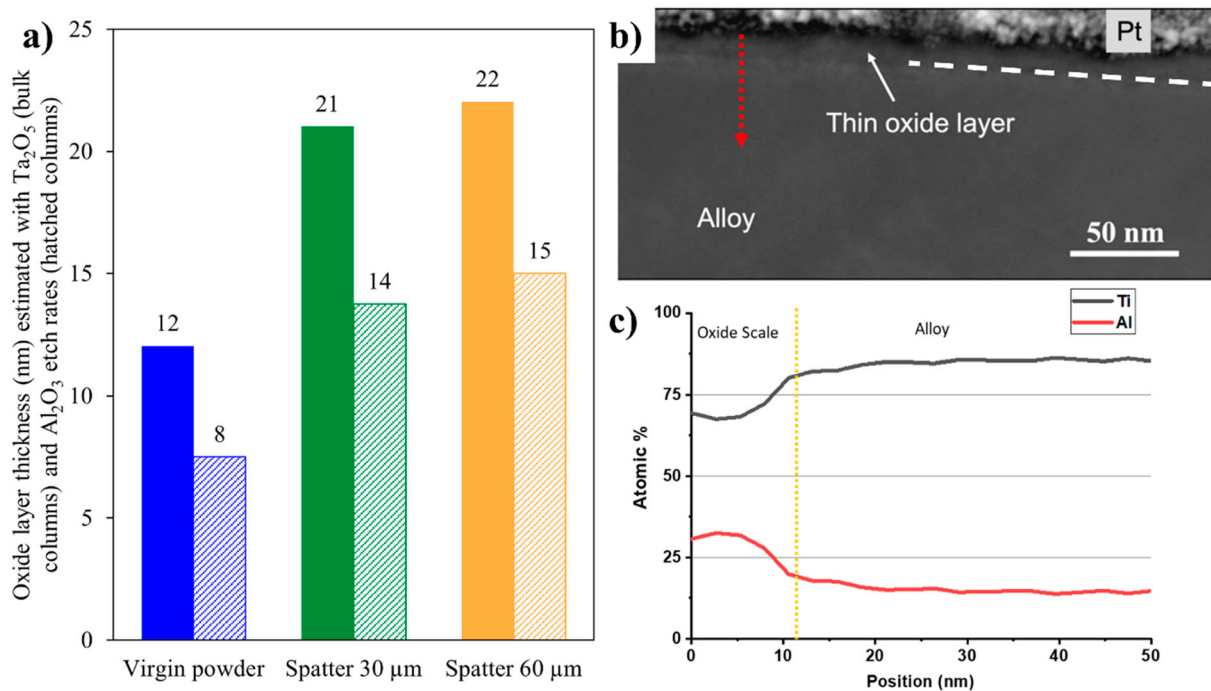 a)
Oxide layer thickness (nm) estimated with Ta₂O₅ (bulk
columns) and Al₂O₃ etch rates (hatched columns)
25
20
15
10
5
0
12
8
21
14
22
15
Virgin powder
Spatter 30 µm
Spatter 60 µm
b)
Pt
Thin oxide layer
Alloy
50 nm
c)
Ti
Al
Oxide Scale
Alloy
Atomic %
100
75
50
25
0
0
10
20
30
40
50
Position (nm)